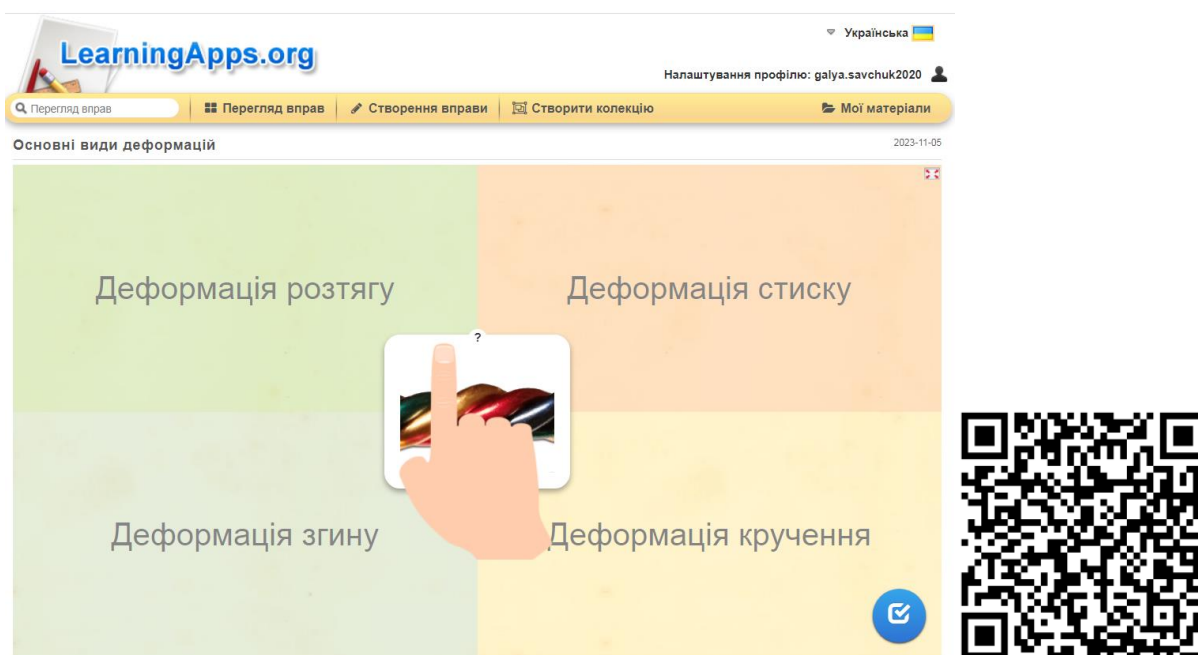 LearningApps.org
Українська
Налаштування профілю: galya.savchuk2020
Перегляд вправ
Перегляд вправ
Створення вправи
Створити колекцію
Мої матеріали
Основні види деформацій
2023-11-05
Деформація розтягу
Деформація стиску
?
Деформація згину
Деформація кручення